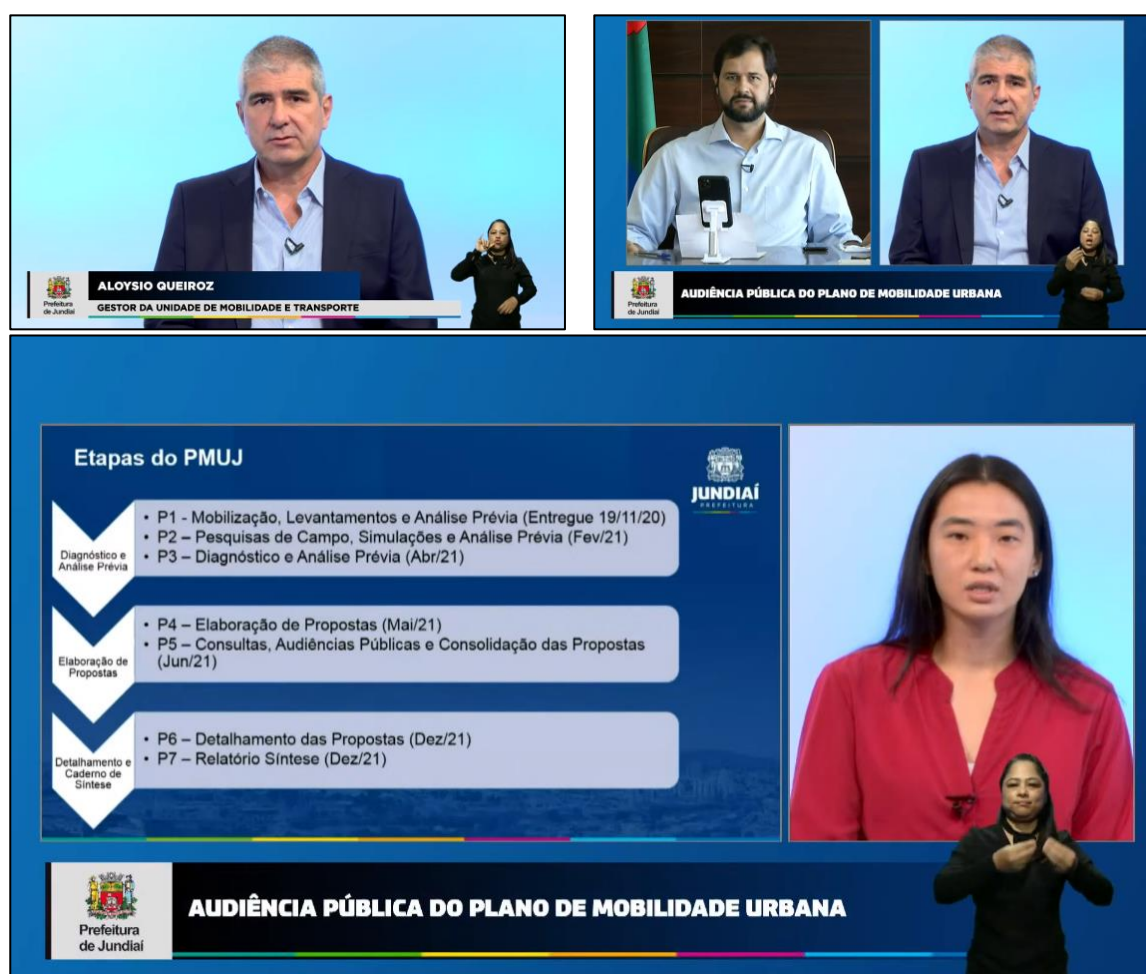 Prefeitura
de Jundiaí
ALOYSIO QUEIROZ
GESTOR DA UNIDADE DE MOBILIDADE E TRANSPORTE
Prefeitura
de Jundiaí
AUDIÊNCIA PÚBLICA DO PLANO DE MOBILIDADE URBANA
Etapas do PMUJ
JUNDIAÍ
PREFEITURA
Diagnóstico e
Análise Prévia
• P1 - Mobilização, Levantamentos e Análise Prévia (Entregue 19/11/20)
• P2 – Pesquisas de Campo, Simulações e Análise Prévia (Fev/21)
• P3 – Diagnóstico e Análise Prévia (Abr/21)
Elaboração de
Propostas
• P4 – Elaboração de Propostas (Mai/21)
• P5 – Consultas, Audiências Públicas e Consolidação das Propostas
(Jun/21)
Detalhamento e
Caderno de
Síntese
• P6 – Detalhamento das Propostas (Dez/21)
• P7 – Relatório Síntese (Dez/21)
Prefeitura
de Jundiaí
AUDIÊNCIA PÚBLICA DO PLANO DE MOBILIDADE URBANA